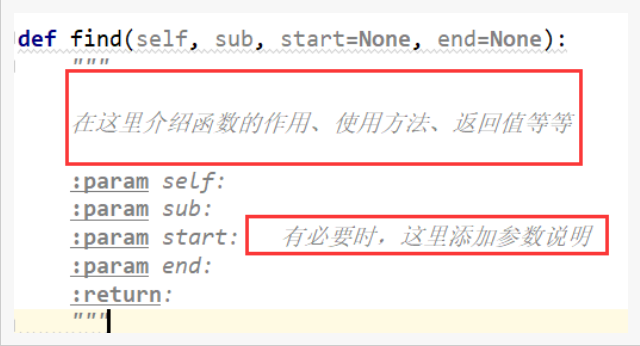 def find(self, sub, start=None, end=None):
"""
在这里介绍函数的作用、使用方法、返回值等等
:param self:
:param sub:
:param start: 有必要时，这里添加参数说明
:param end:
:return:
"""